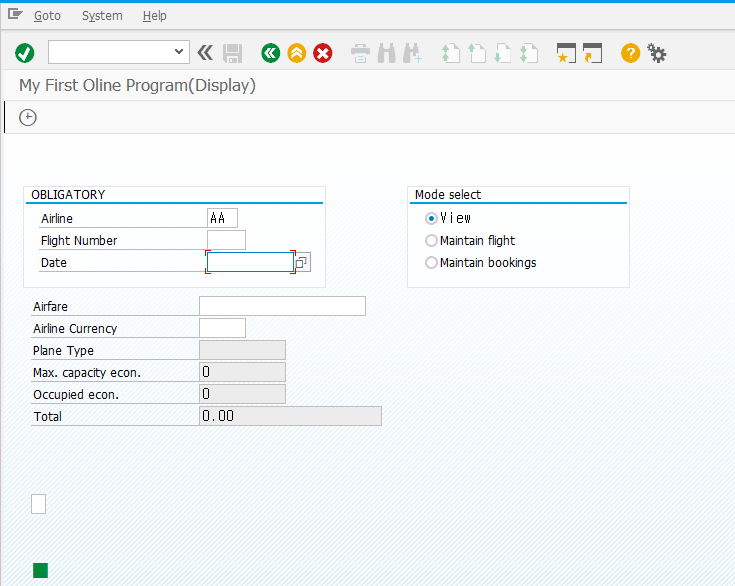 Goto System Help
My First Oline Program(Display)
OBLIGATORY
Airline AA
Flight Number
Date
Mode select
View
Maintain flight
Maintain bookings
Airfare
Airline Currency
Plane Type
Max. capacity econ. 0
Occupied econ. 0
Total 0.00